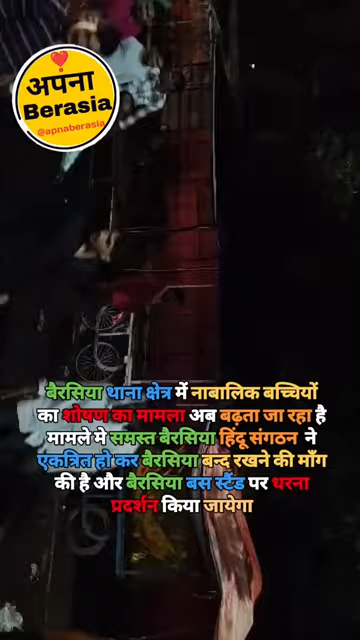 अपना
Berasia
@apnaberasia
बैरसिया थाना क्षेत्र में नाबालिक बच्चियों
का शोषण का मामला अब बढ़ता जा रहा है
मामले मे समस्त बैरसिया हिंदू संगठन ने
एकत्रित हो कर बैरसिया बन्द रखने की माँग
की है और बैरसिया बस स्टैंड पर धरना
प्रदर्शन किया जायेगा